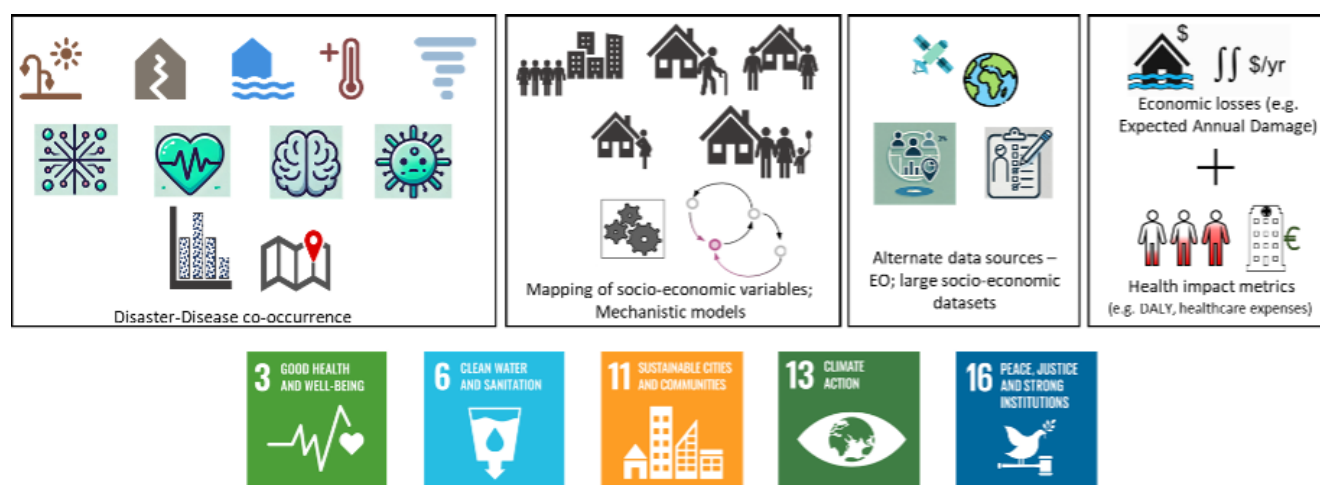 Disaster-Disease co-occurrence
Mapping of socio-economic variables;
Mechanistic models
Alternate data sources –
EO; large socio-economic
datasets
$
∬ $/yr
Economic losses (e.g.
Expected Annual Damage)
+
€
Health impact metrics
(e.g. DALY, healthcare expenses)
3 GOOD HEALTH
AND WELL-BEING
6 CLEAN WATER
AND SANITATION
11 SUSTAINABLE CITIES
AND COMMUNITIES
13 CLIMATE
ACTION
16 PEACE, JUSTICE
AND STRONG
INSTITUTIONS